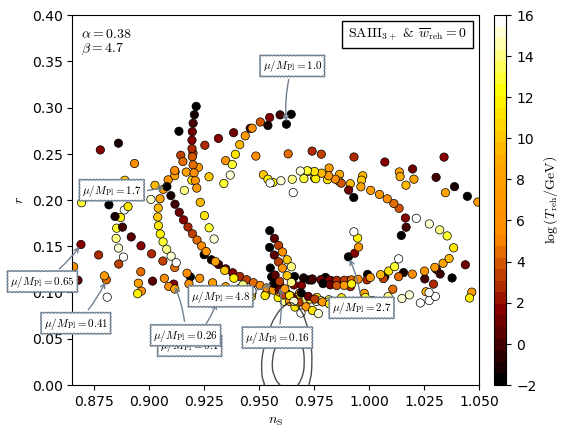 α = 0.38
β = 4.7
SAIII3+ & w̅reh = 0
μ/MPl = 1.0
μ/MPl = 1.7
μ/MPl = 0.65
μ/MPl = 4.8
μ/MPl = 2.7
μ/MPl = 0.41
μ/MPl = 0.26
μ/MPl = 0.16
0.40
0.35
0.30
0.25
0.20
0.15
0.10
0.05
0.00
r
0.875
0.900
0.925
0.950
0.975
1.000
1.025
1.050
nS
16
14
12
10
8
6
4
2
0
−2
log (Treh/GeV)